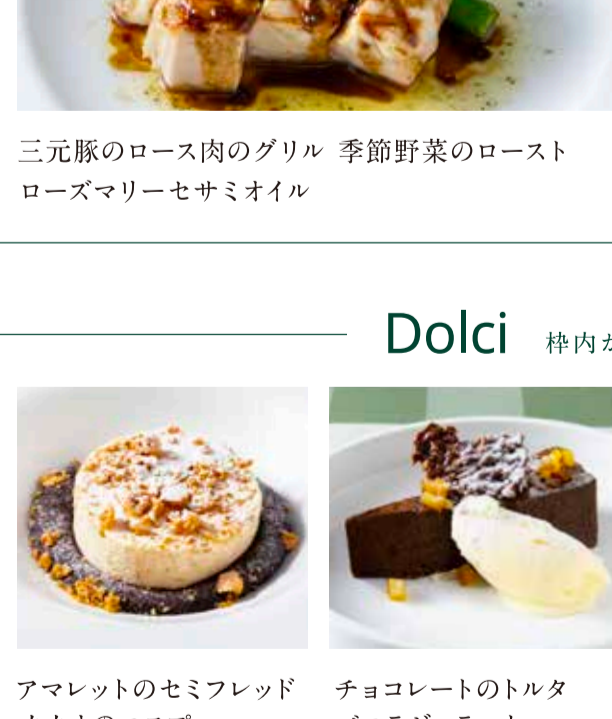 三元豚のロース肉のグリル 季節野菜のロースト
ローズマリーセサミオイル
Dolci 枠内か
アマレットのセミフレッド
チョコレートのトルタ